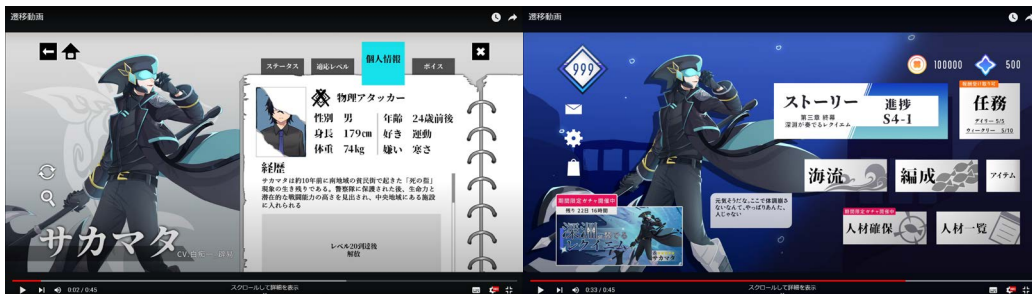 遷移動画
ステータス
適応レベル
個人情報
ボイス
物理アタッカー
性別 男
年齢 24歳前後
身長 179cm
好き 運動
体重 74kg
嫌い 寒さ
経歴
サカマタは約10年前に南地域の貧民街で起きた「死の脂」
現象の生き残りである。警察隊に保護された後、生命力と
潜在的な戦闘能力の高さを見出され、中央地域にある施設
に入れられる
レベル20到達後
解放
サカマタ
0:02 / 0:45
スクロールして詳細を表示
遷移動画
999
100000
500
ストーリー
第三章 終幕
深淵が奏でるレクイエム
進捗
S4-1
任務
デイリー 5/5
ウィークリー 5/10
海流
編成
アイテム
元気そうだな。ここで体調崩さ
ないなんて、やっぱりあんた、
人じゃない
期間限定ガチャ開催中
残り 22日 16時間
レクイエム
サカマタ
期間限定ガチャ開催中
人材確保
人材一覧
0:33 / 0:45
スクロールして詳細を表示